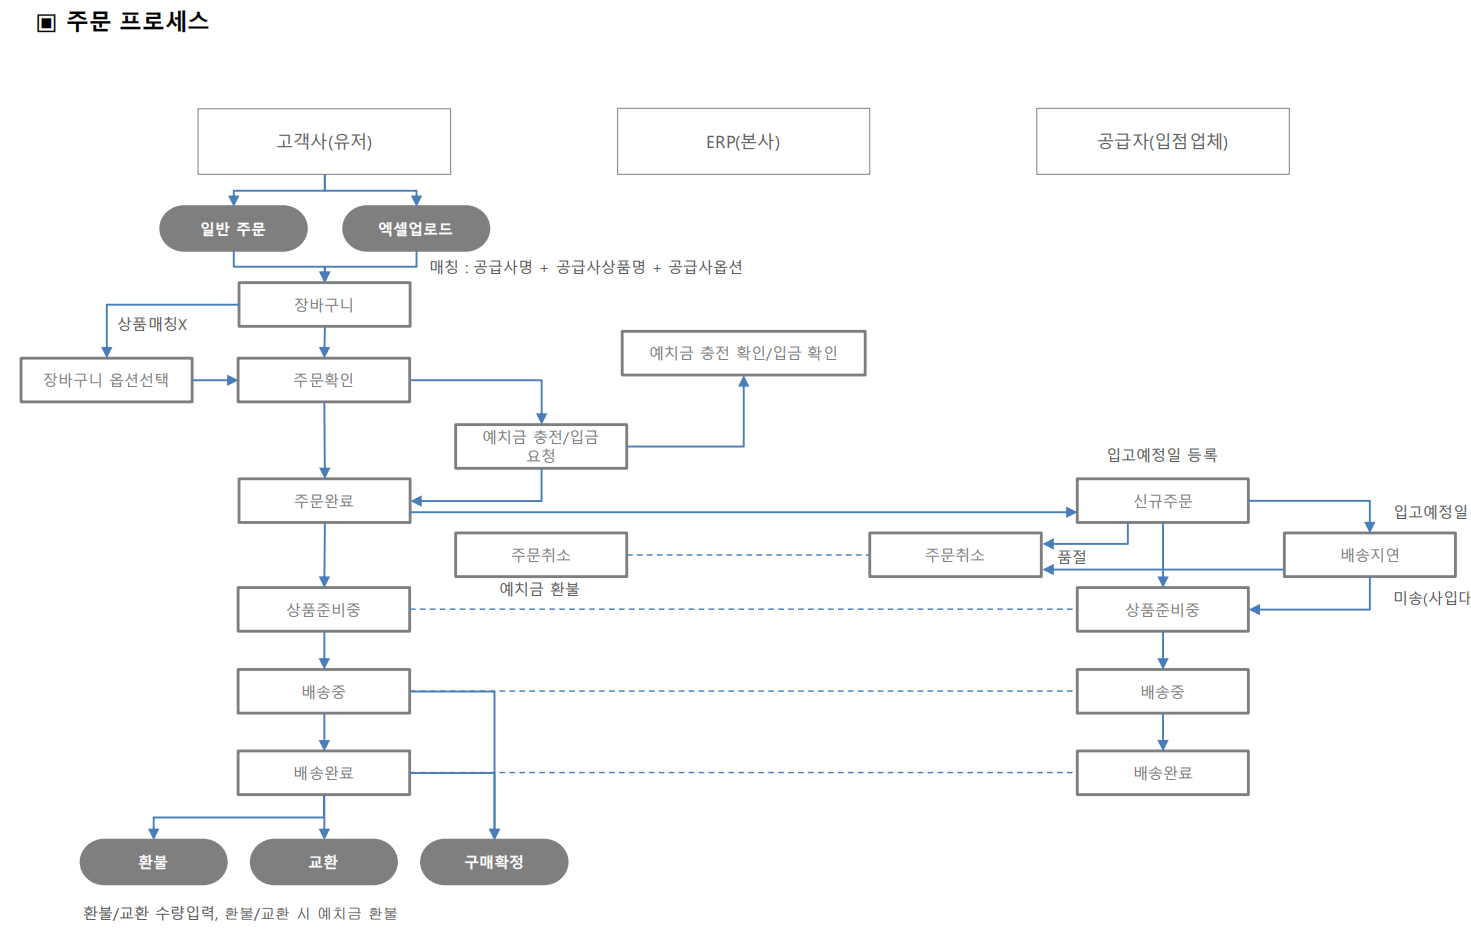 ▣ 주문 프로세스
고객사(유저)
ERP(본사)
공급자(입점업체)
일반 주문
엑셀업로드
매칭 : 공급사명 + 공급사상품명 + 공급사옵션
장바구니
상품매칭X
예치금 충전 확인/입금 확인
장바구니 옵션선택
주문확인
예치금 충전/입금
요청
입고예정일 등록
주문완료
신규주문
입고예정일
주문취소
주문취소
품절
배송지연
예치금 환불
상품준비중
상품준비중
미송(사입대
배송중
배송중
배송완료
배송완료
환불
교환
구매확정
환불/교환 수량입력, 환불/교환 시 예치금 환불